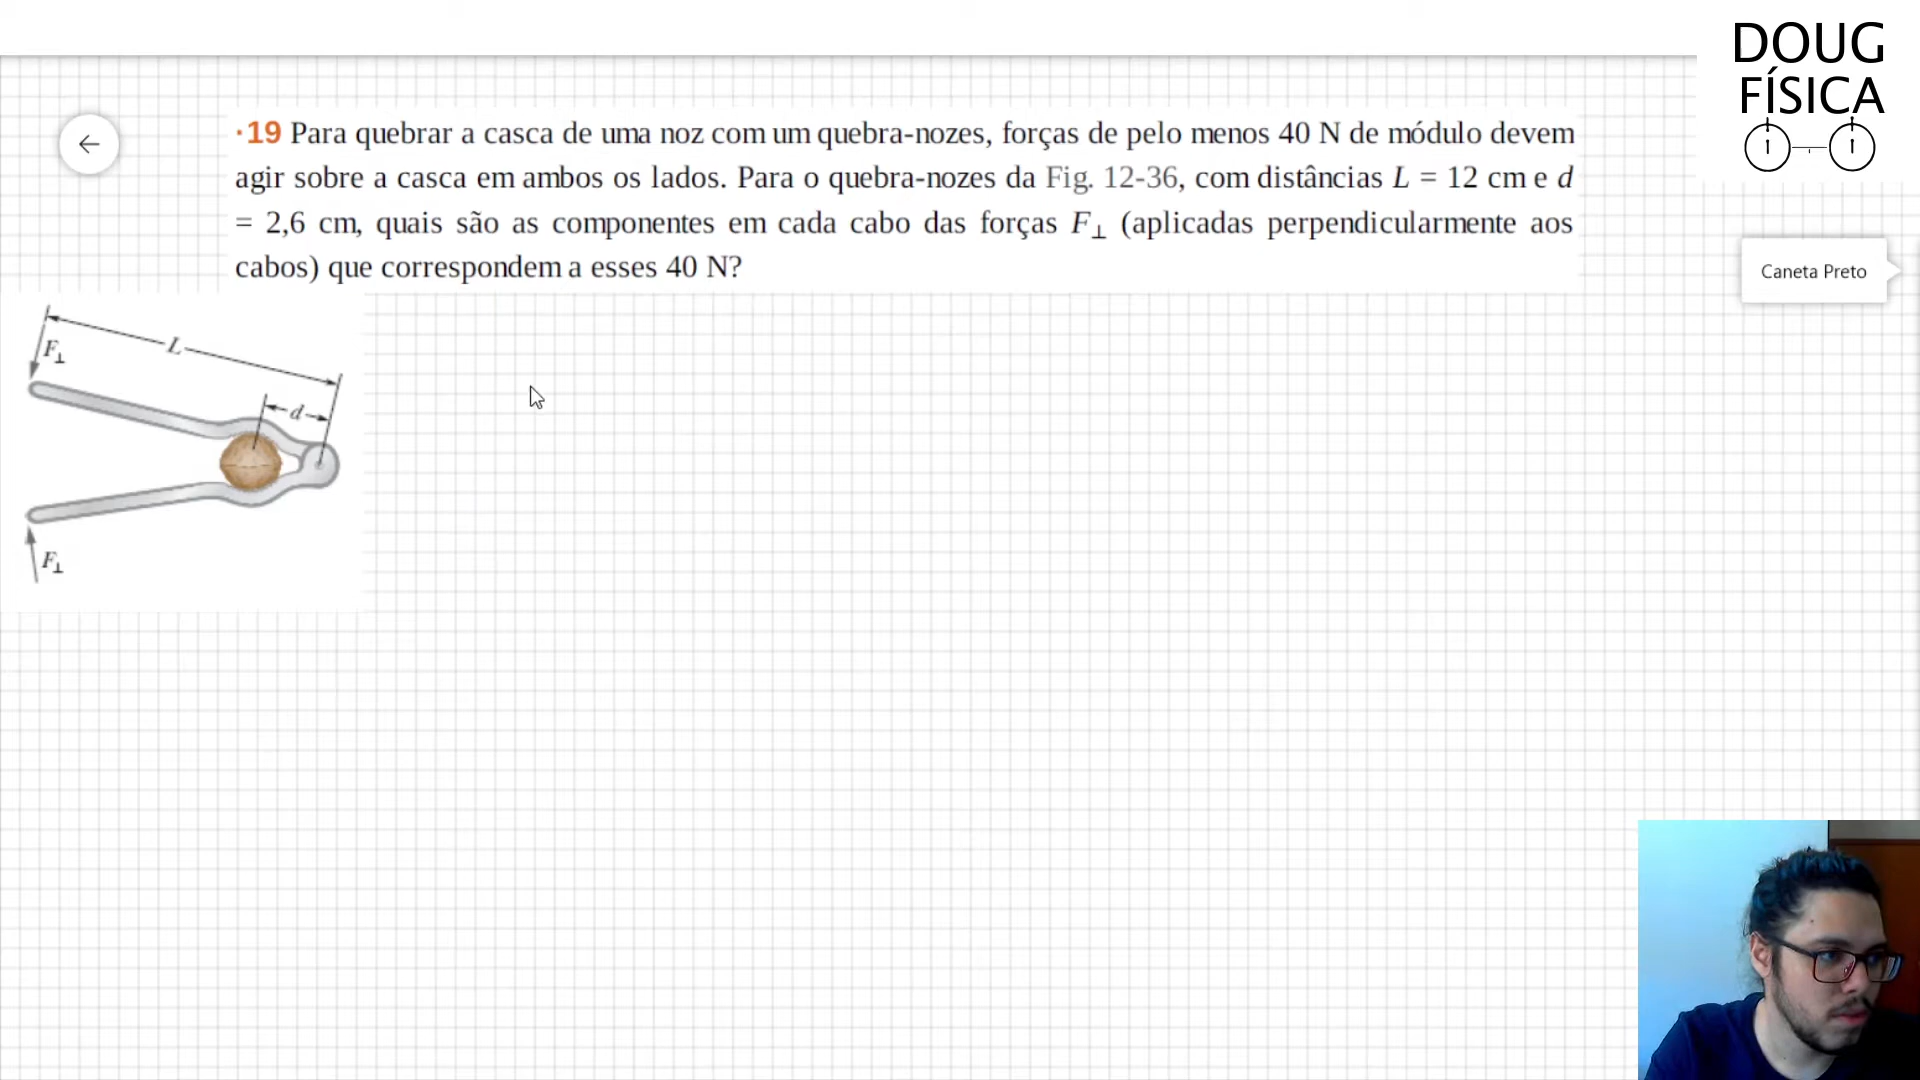 DOUG
FÍSICA
·19 Para quebrar a casca de uma noz com um quebra-nozes, forças de pelo menos 40 N de módulo devem
agir sobre a casca em ambos os lados. Para o quebra-nozes da Fig. 12-36, com distâncias L = 12 cm e d
= 2,6 cm, quais são as componentes em cada cabo das forças F⊥ (aplicadas perpendicularmente aos
cabos) que correspondem a esses 40 N?
Caneta Preto
L
F⊥
d
F⊥